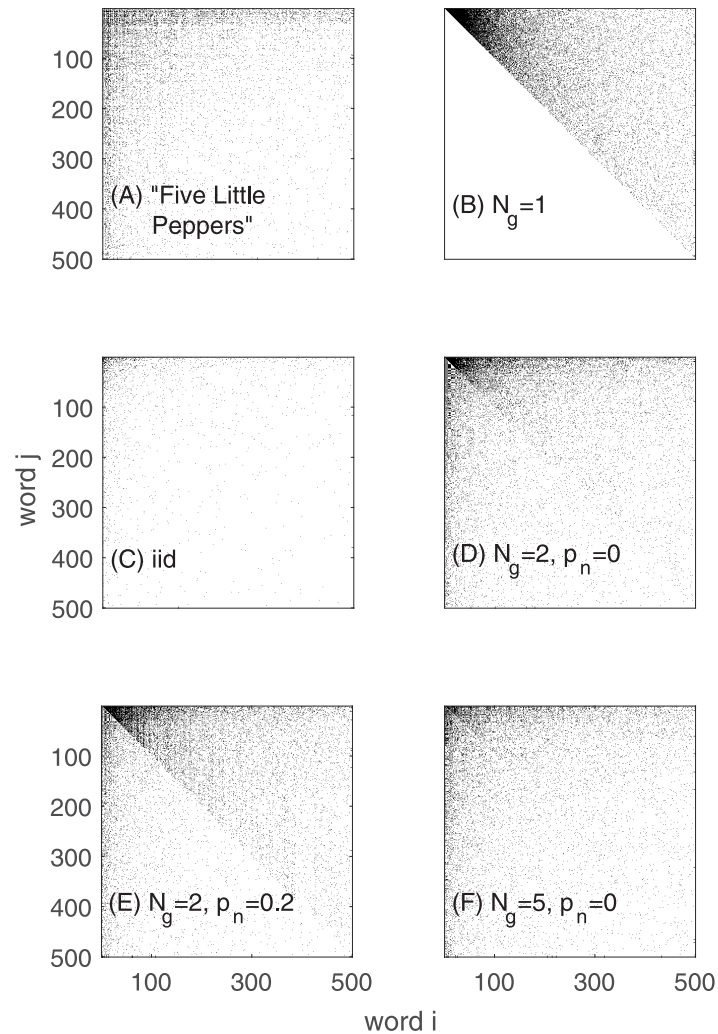 100
200
300
400
500
(A) "Five Little
Peppers"
(B) N_g=1
word j
100
200
300
400
500
(C) iid
(D) N_g=2, p_n=0
100
200
300
400
500
(E) N_g=2, p_n=0.2
(F) N_g=5, p_n=0
100 300 500
100 300 500
word i